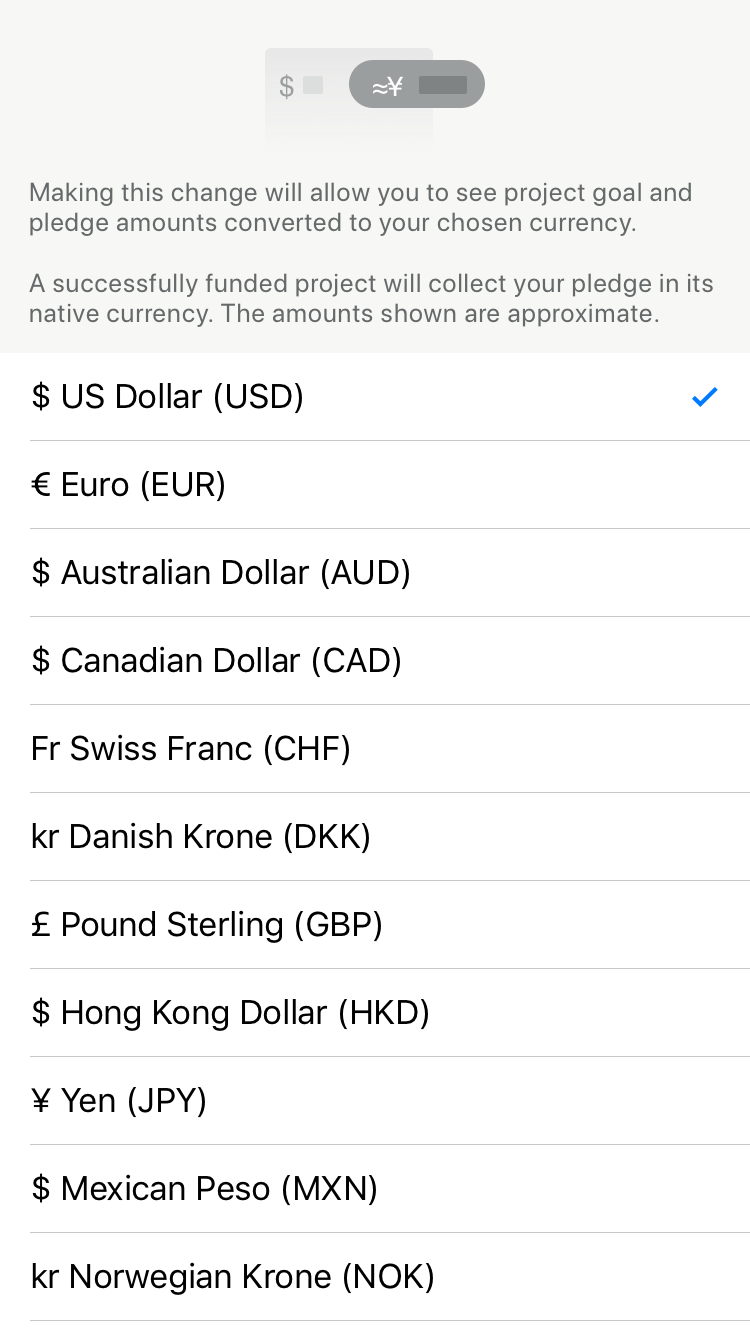 $ ≈¥
Making this change will allow you to see project goal and
pledge amounts converted to your chosen currency.
A successfully funded project will collect your pledge in its
native currency. The amounts shown are approximate.
$ US Dollar (USD)
€ Euro (EUR)
$ Australian Dollar (AUD)
$ Canadian Dollar (CAD)
Fr Swiss Franc (CHF)
kr Danish Krone (DKK)
£ Pound Sterling (GBP)
$ Hong Kong Dollar (HKD)
¥ Yen (JPY)
$ Mexican Peso (MXN)
kr Norwegian Krone (NOK)